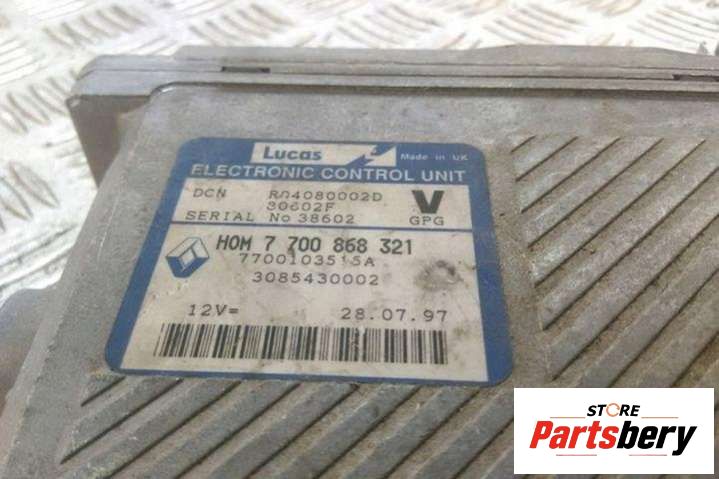 Lucas Made in UK
ELECTRONIC CONTROL UNIT
DCN R04080002D V
30602F
SERIAL No 38602 GPG
HOM 7 700 868 321
7700103515A
3085430002
12V= 28.07.97
STORE
Partsbery